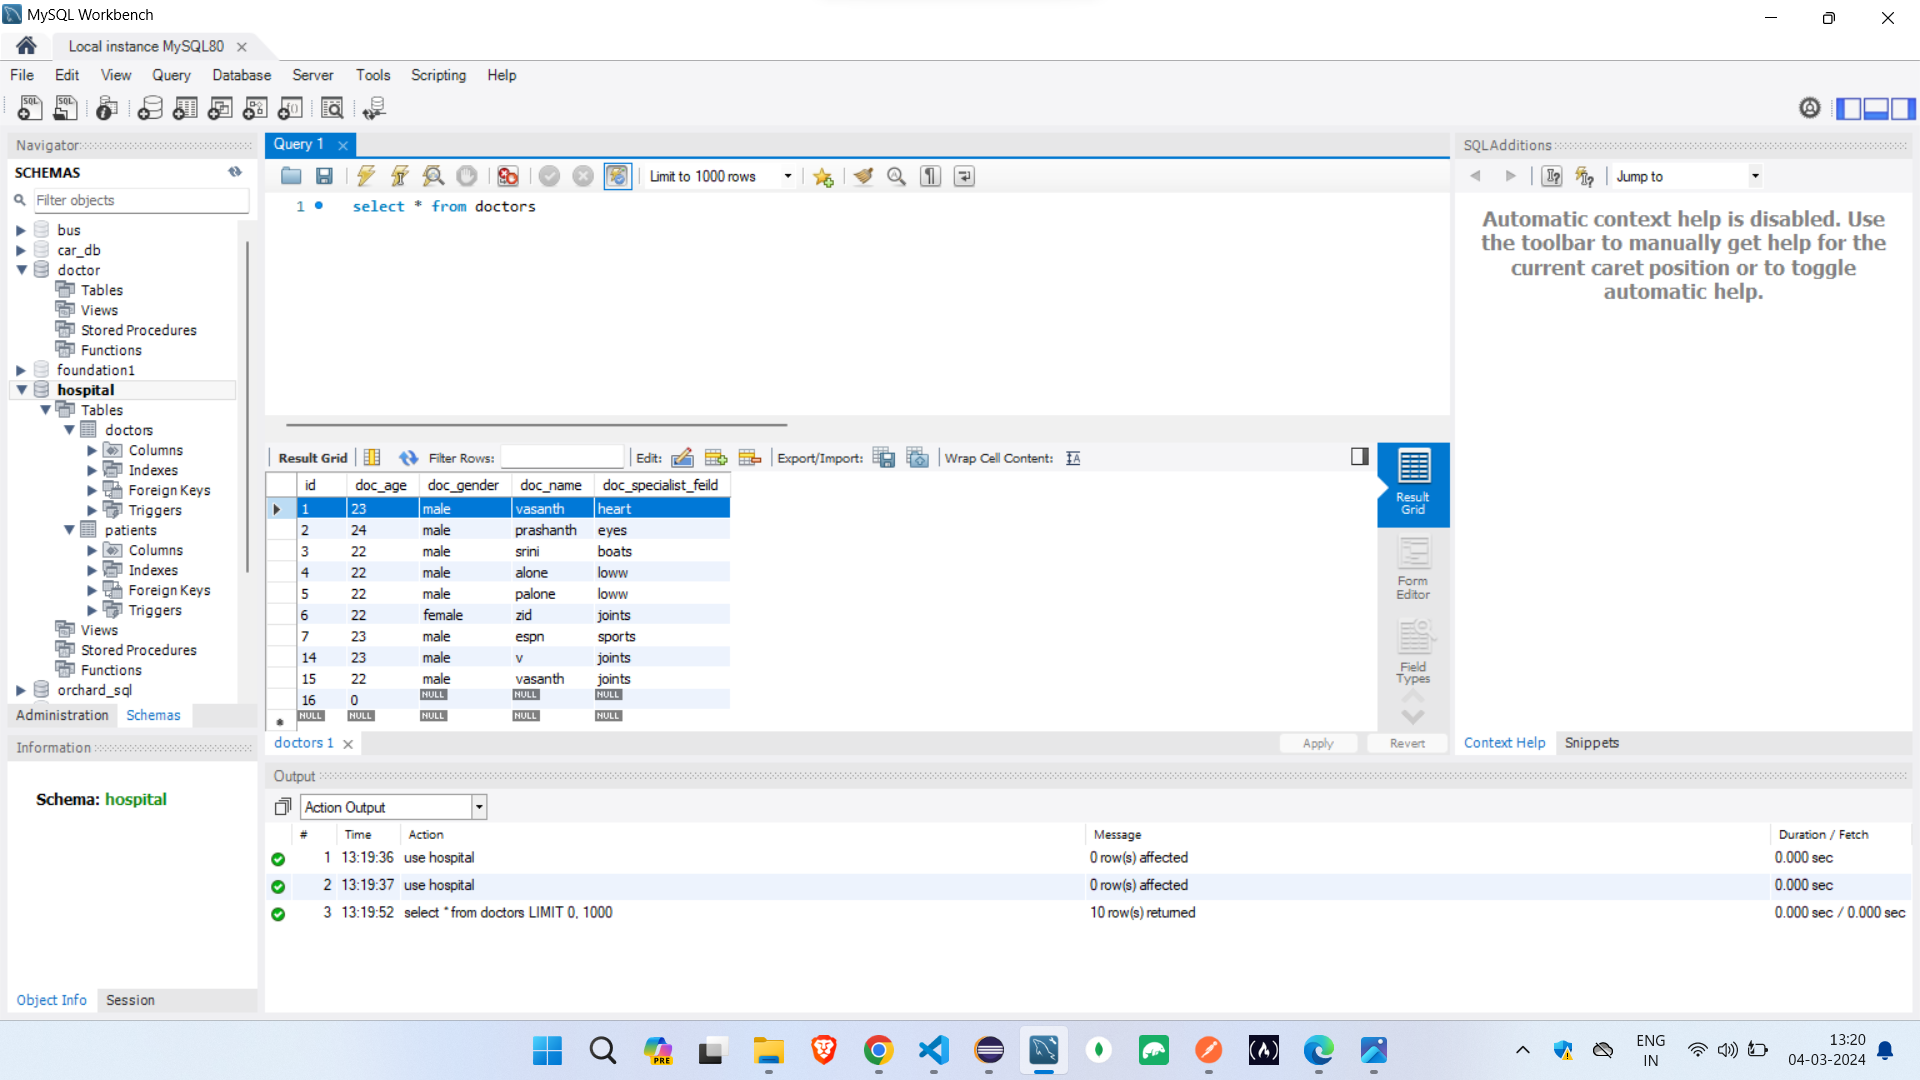 MySQL Workbench
Local instance MySQL80
File Edit View Query Database Server Tools Scripting Help
Navigator
SCHEMAS
Filter objects
bus
car_db
doctor
Tables
Views
Stored Procedures
Functions
foundation1
hospital
Tables
doctors
Columns
Indexes
Foreign Keys
Triggers
patients
Columns
Indexes
Foreign Keys
Triggers
Views
Stored Procedures
Functions
orchard_sql
Administration Schemas
Information
Schema: hospital
Object Info Session
Query 1
Limit to 1000 rows
1 select * from doctors
Result Grid Filter Rows: Edit: Export/Import: Wrap Cell Content:
id doc_age doc_gender doc_name doc_specialist_feild
1 23 male vasanth heart
2 24 male prashanth eyes
3 22 male srini boats
4 22 male alone loww
5 22 male palone loww
6 22 female zid joints
7 23 male espn sports
14 23 male v joints
15 22 male vasanth joints
16 0 NULL NULL NULL
NULL NULL NULL NULL NULL
Result
Grid
Form
Editor
Field
Types
doctors 1 Apply Revert
SQLAdditions
Jump to
Automatic context help is disabled. Use
the toolbar to manually get help for the
current caret position or to toggle
automatic help.
Context Help Snippets
Output
Action Output
# Time Action Message Duration / Fetch
1 13:19:36 use hospital 0 row(s) affected 0.000 sec
2 13:19:37 use hospital 0 row(s) affected 0.000 sec
3 13:19:52 select * from doctors LIMIT 0, 1000 10 row(s) returned 0.000 sec / 0.000 sec
PRE
ENG
IN
13:20
04-03-2024